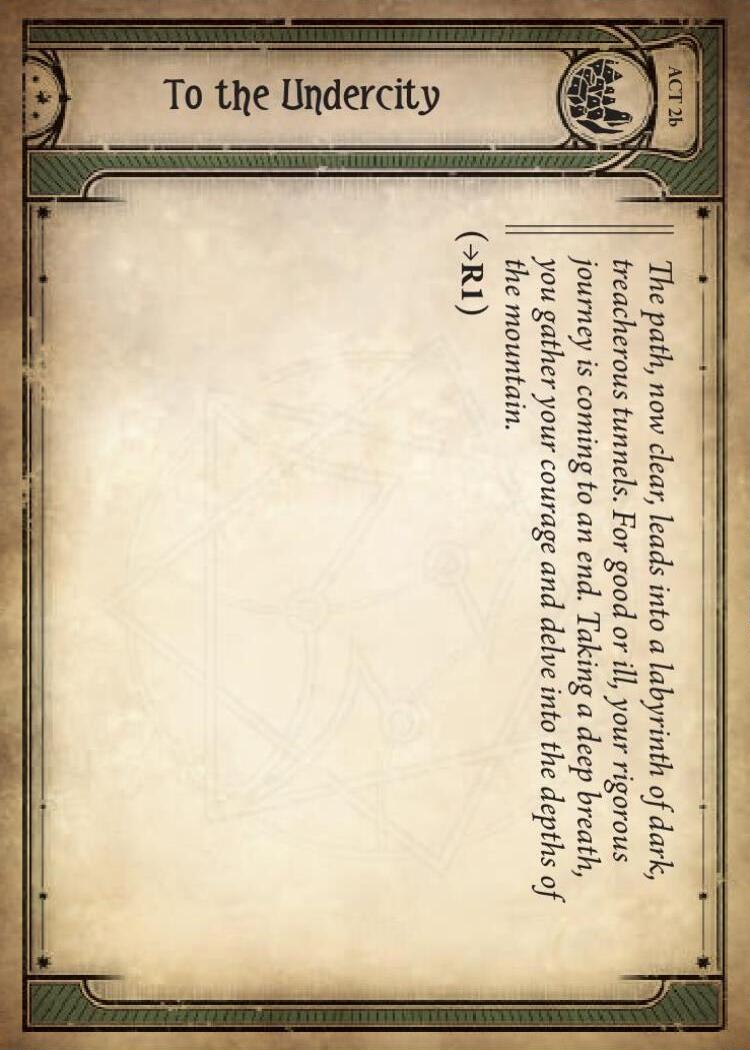 ACT 2b
To the Undercity
The path, now clear, leads into a labyrinth of dark,
treacherous tunnels. For good or ill, your rigorous
journey is coming to an end. Taking a deep breath,
you gather your courage and delve into the depths of
the mountain.
(→R1)